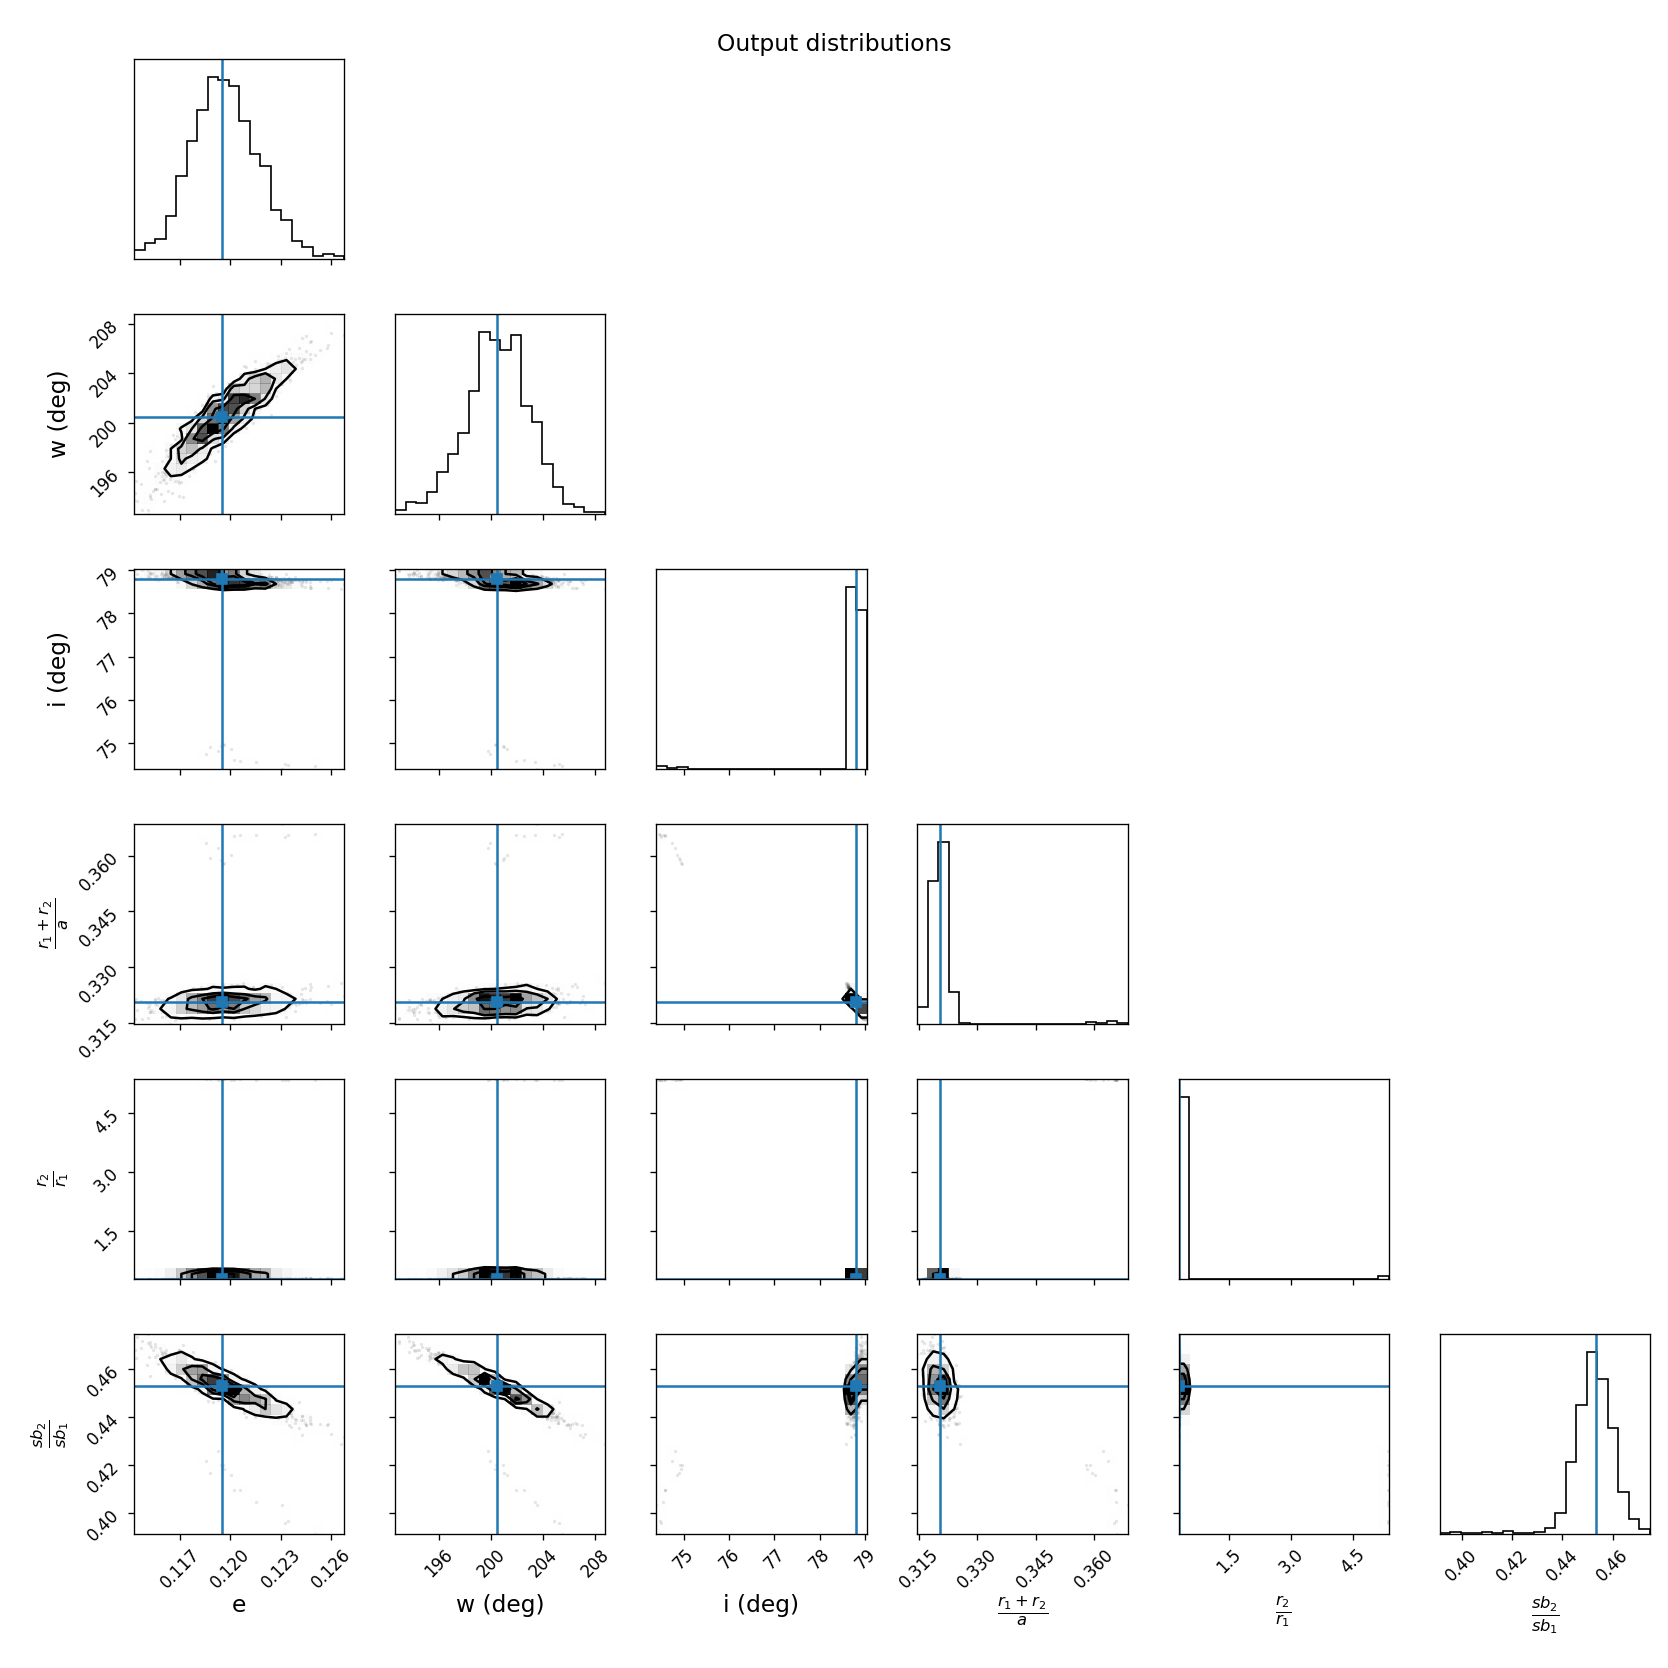 Output distributions
208
204
200
196
w (deg)
79
78
77
76
75
i (deg)
0.360
0.345
0.330
0.315
r₁ + r₂
a
4.5
3.0
1.5
r₂
r₁
0.46
0.44
0.42
0.40
sb₂
sb₁
0.117 0.120 0.123 0.126 196 200 204 208 75 76 77 78 79 0.315 0.330 0.345 0.360 1.5 3.0 4.5 0.40 0.42 0.44 0.46
e w (deg) i (deg) r₁ + r₂ r₂ sb₂
a r₁ sb₁